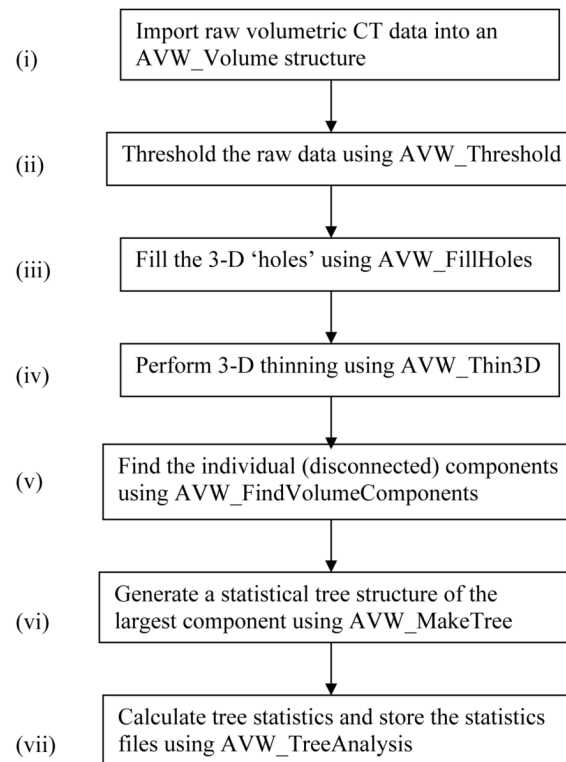 (i)
Import raw volumetric CT data into an
AVW_Volume structure
(ii)
Threshold the raw data using AVW_Threshold
(iii)
Fill the 3-D ‘holes’ using AVW_FillHoles
(iv)
Perform 3-D thinning using AVW_Thin3D
(v)
Find the individual (disconnected) components
using AVW_FindVolumeComponents
(vi)
Generate a statistical tree structure of the
largest component using AVW_MakeTree
(vii)
Calculate tree statistics and store the statistics
files using AVW_TreeAnalysis